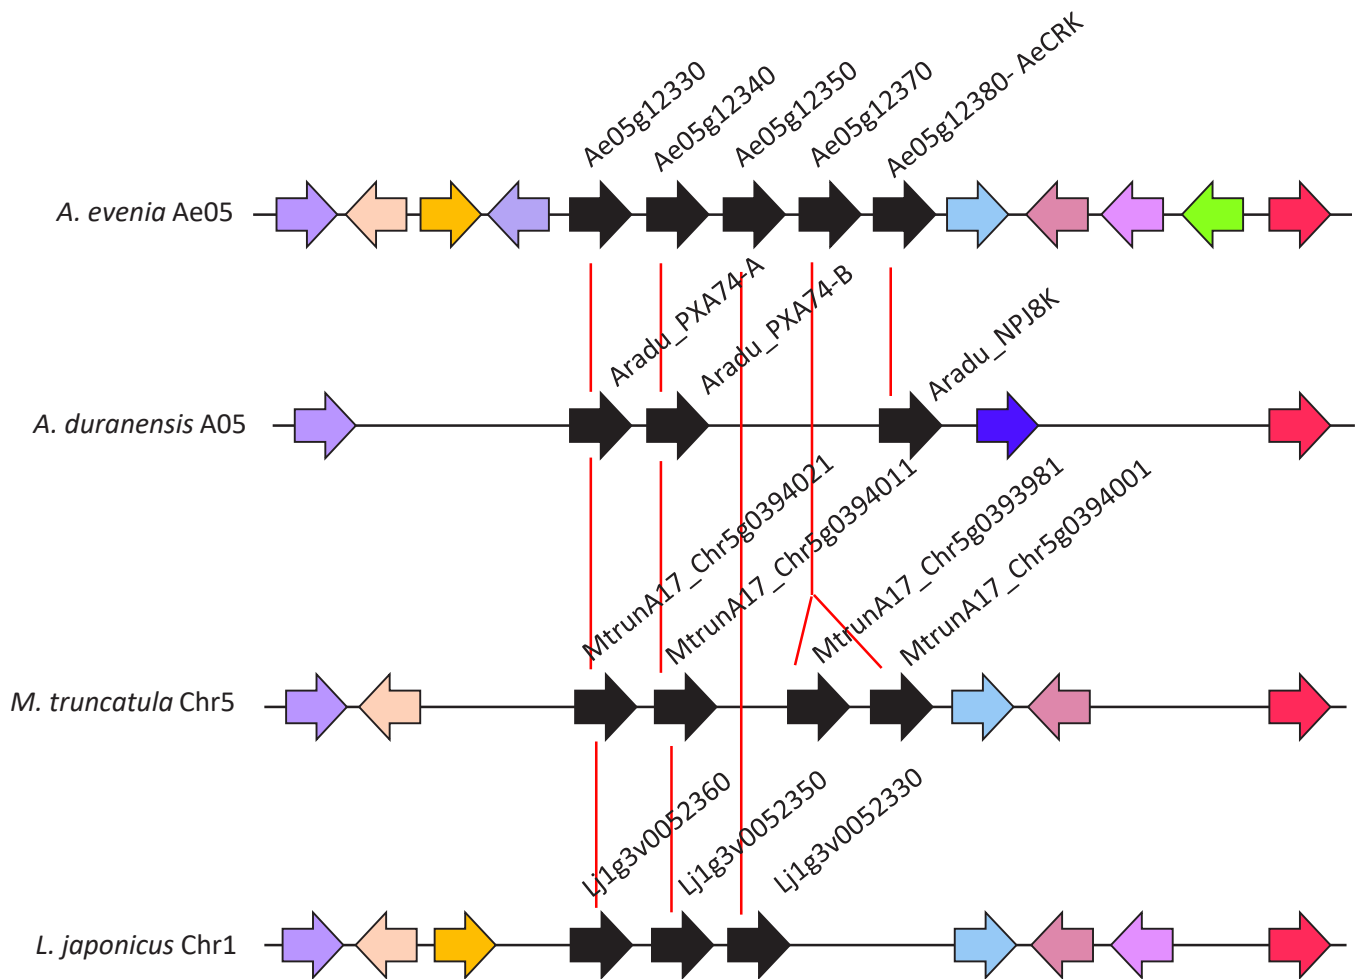 Ae05g12330
Ae05g12340
Ae05g12350
Ae05g12370
Ae05g12380- AeCRK
A. evenia Ae05
Aradu_PXA74-A
Aradu_PXA74-B
Aradu_NPJ8K
A. duranensis A05
MtrunA17_Chr5g0394021
MtrunA17_Chr5g0394011
MtrunA17_Chr5g0393981
MtrunA17_Chr5g0394001
M. truncatula Chr5
Lj1g3v0052360
Lj1g3v0052350
Lj1g3v0052330
L. japonicus Chr1